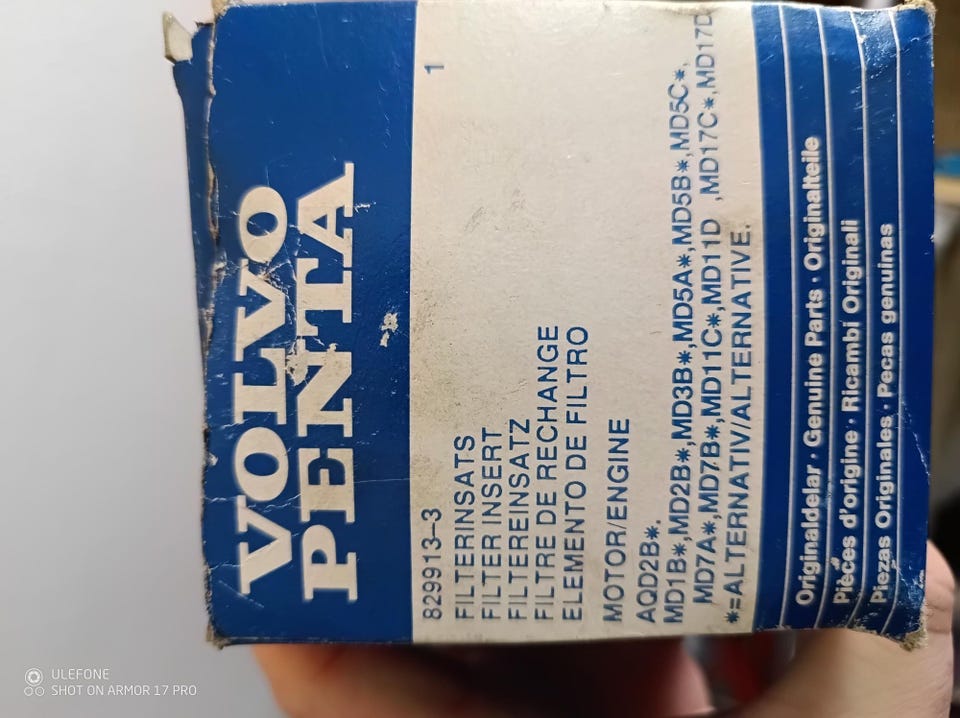 VOLVO
PENTA
829913-3 1
FILTERINSATS
FILTER INSERT
FILTEREINSATZ
FILTRE DE RECHANGE
ELEMENTO DE FILTRO
MOTOR/ENGINE
AQD2B*.
MD1B*,MD2B*,MD3B*,MD5A*,MD5B*,MD5C*,
MD7A*,MD7B*,MD11C*,MD11D ,MD17C*,MD17D
*=ALTERNATIV/ALTERNATIVE.
Originaldelar · Genuine Parts · Originalteile
Pièces d'origine · Ricambi Originali
Piezas Originales · Pecas genuinas
ULEFONE
SHOT ON ARMOR 17 PRO